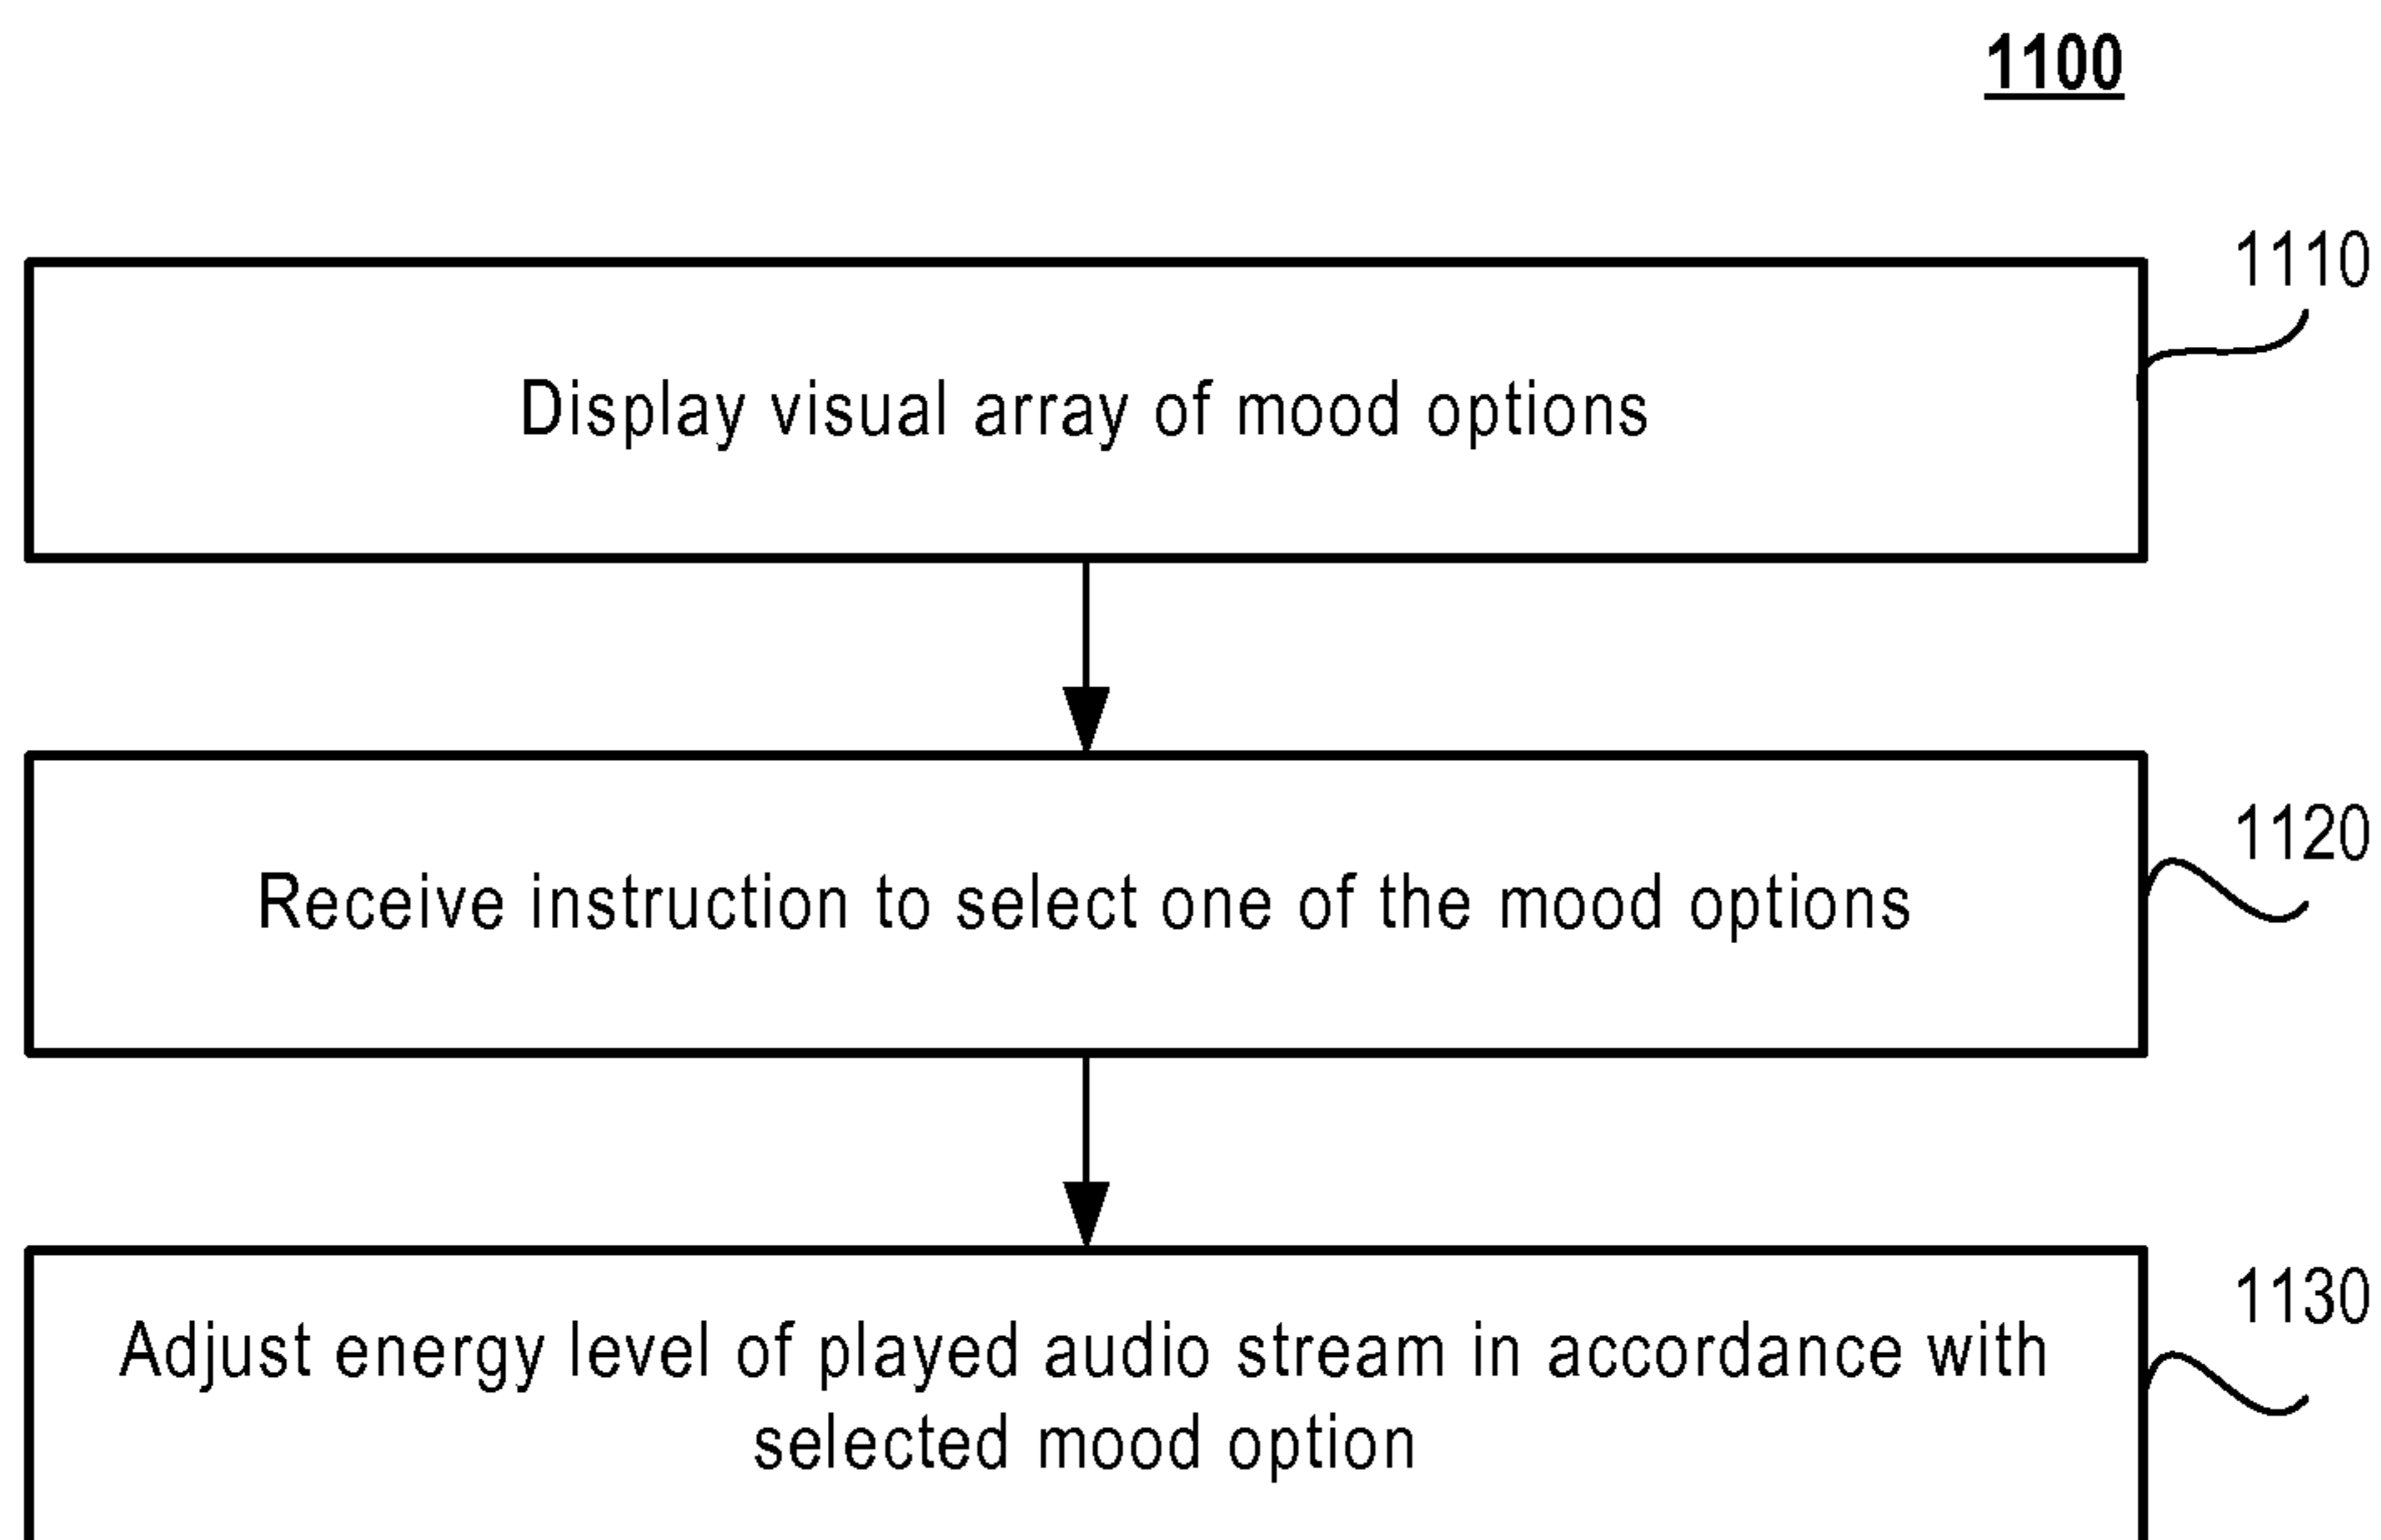 1100
1110
Display visual array of mood options
1120
Receive instruction to select one of the mood options
1130
Adjust energy level of played audio stream in accordance with
selected mood option